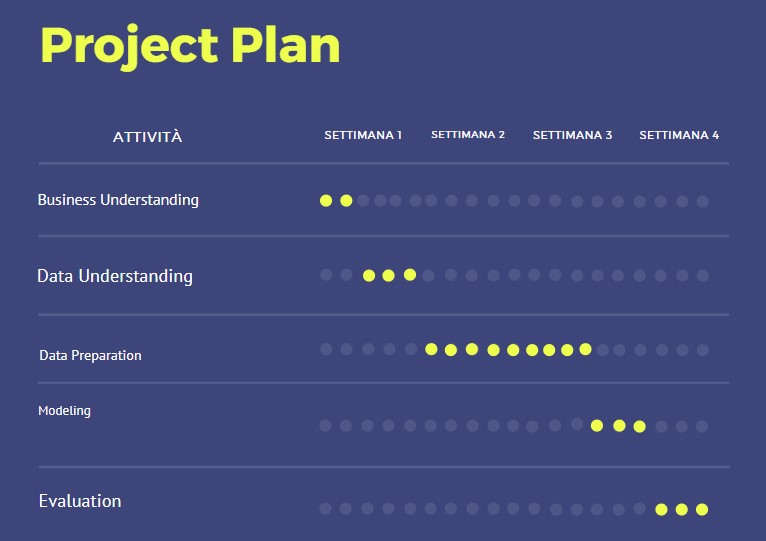 Project Plan
ATTIVITÀ SETTIMANA 1 SETTIMANA 2 SETTIMANA 3 SETTIMANA 4
Business Understanding
Data Understanding
Data Preparation
Modeling
Evaluation